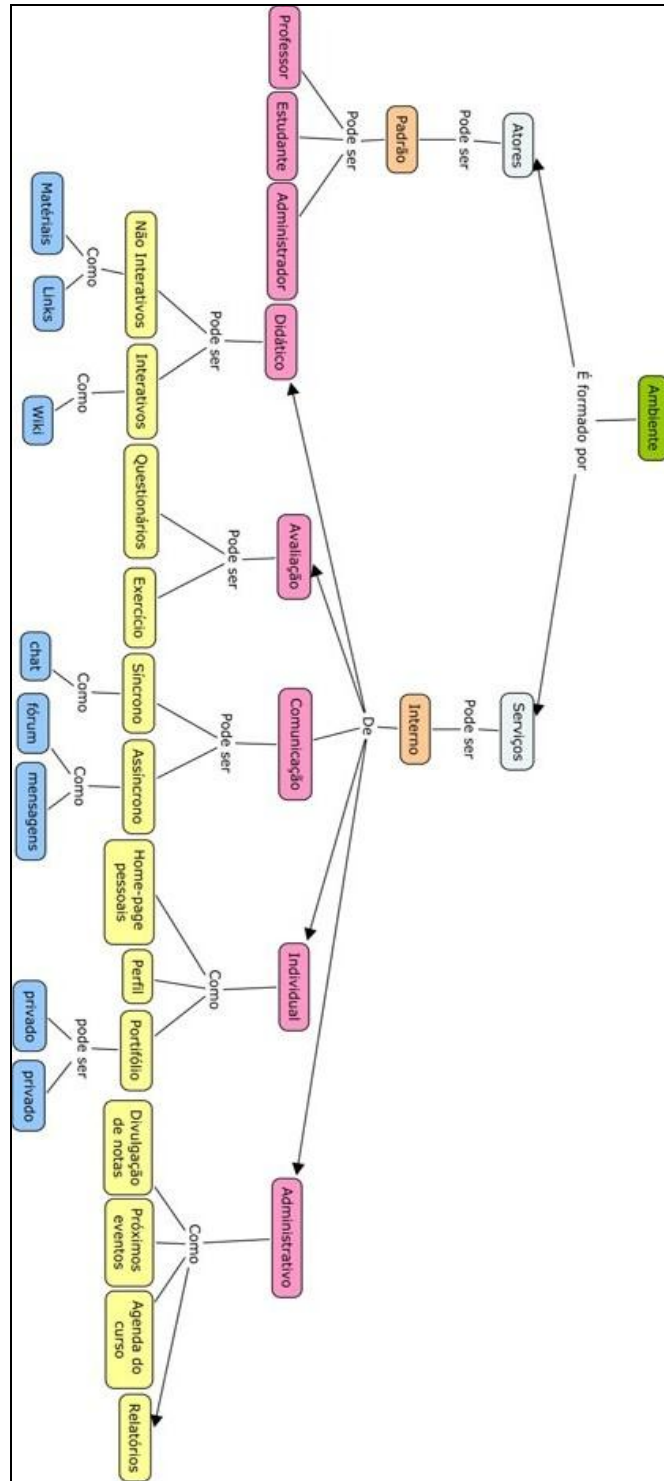 Ambiente
É formado por
Atores
Serviços
Pode ser
Pode ser
Padrão
Interno
Pode ser
De
Professor
Estudante
Administrador
Didático
Avaliação
Comunicação
Individual
Administrativo
Pode ser
Pode ser
Pode ser
Como
Como
Não Interativos
Interativos
Questionários
Exercício
Síncrono
Assíncrono
Home-page
pessoais
Perfil
Portifólio
Divulgação
de notas
Próximos
eventos
Agenda do
curso
Relatórios
Como
Como
Como
Como
pode ser
Matériais
Links
Wiki
chat
fórum
mensagens
privado
privado